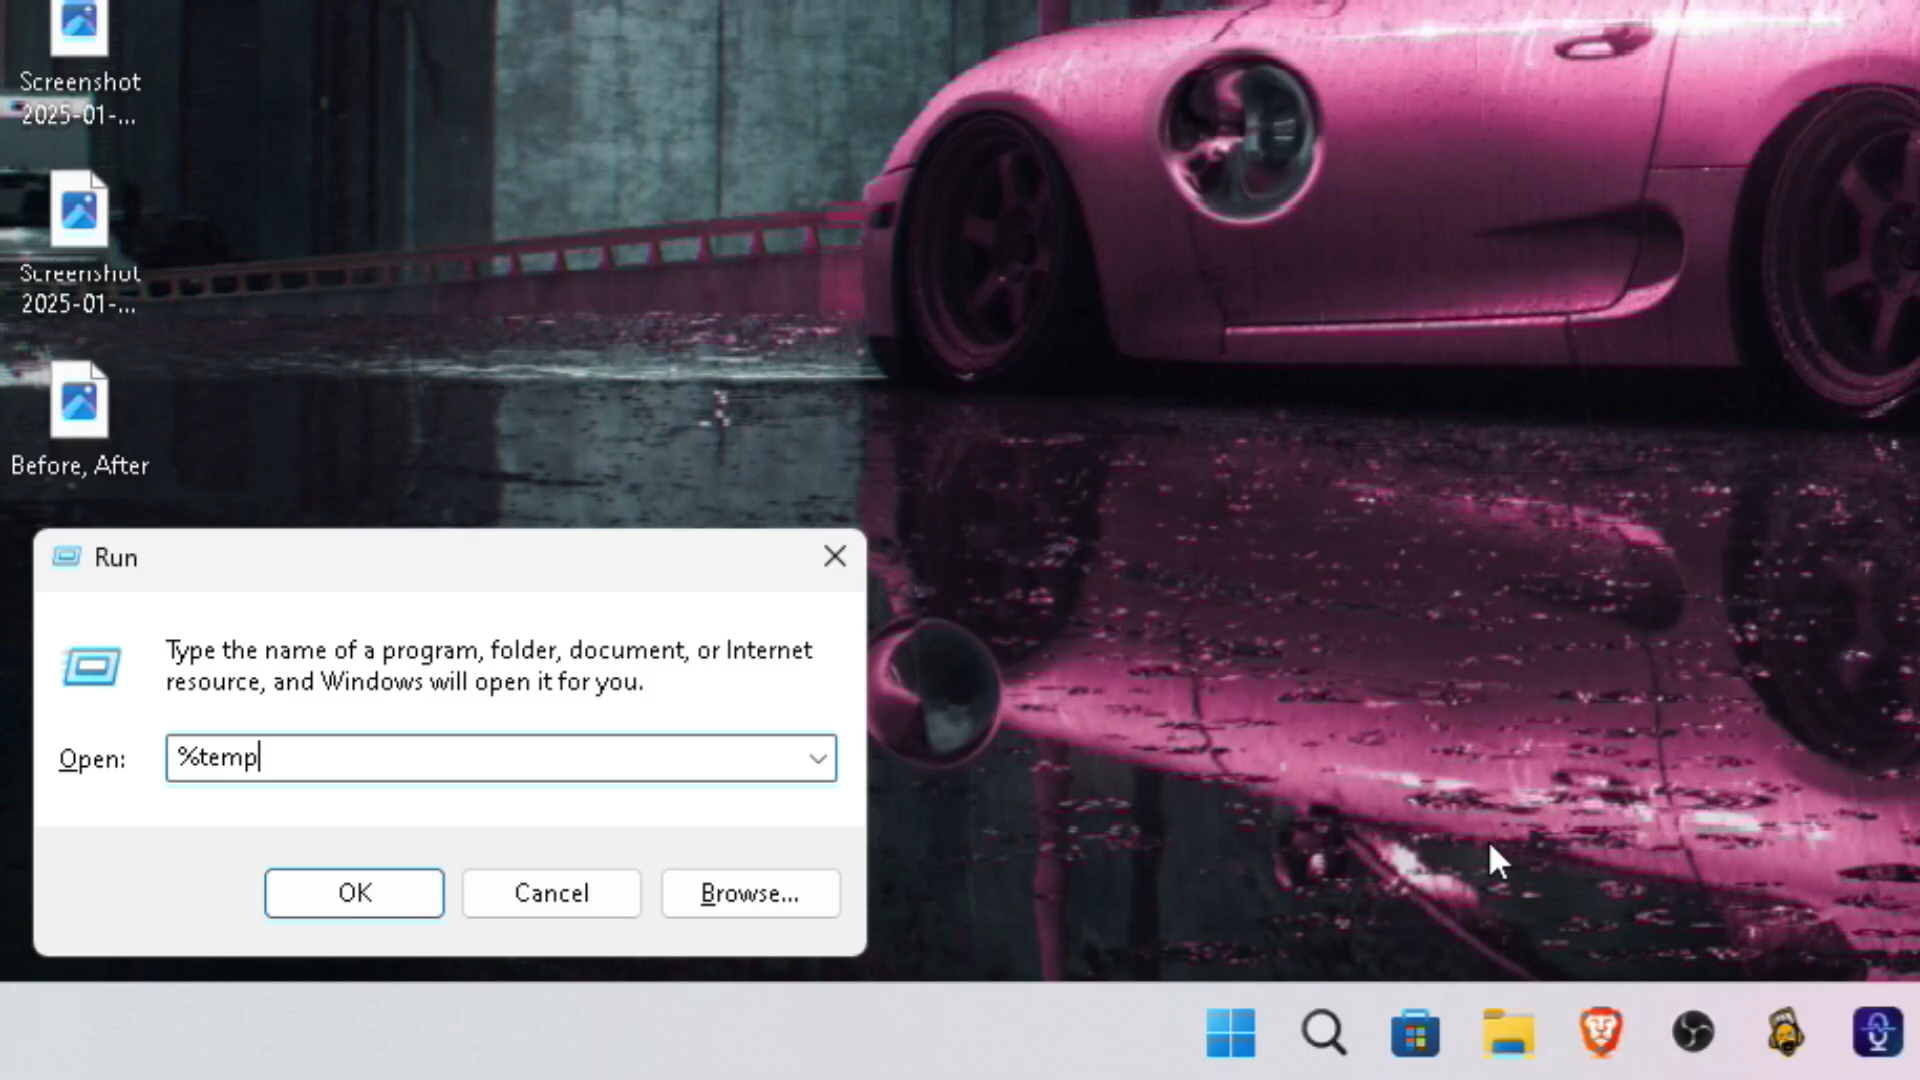 Screenshot
2025-01-...
Screenshot
2025-01-...
Before, After
Run
Type the name of a program, folder, document, or Internet
resource, and Windows will open it for you.
Open:
%temp
OK
Cancel
Browse...